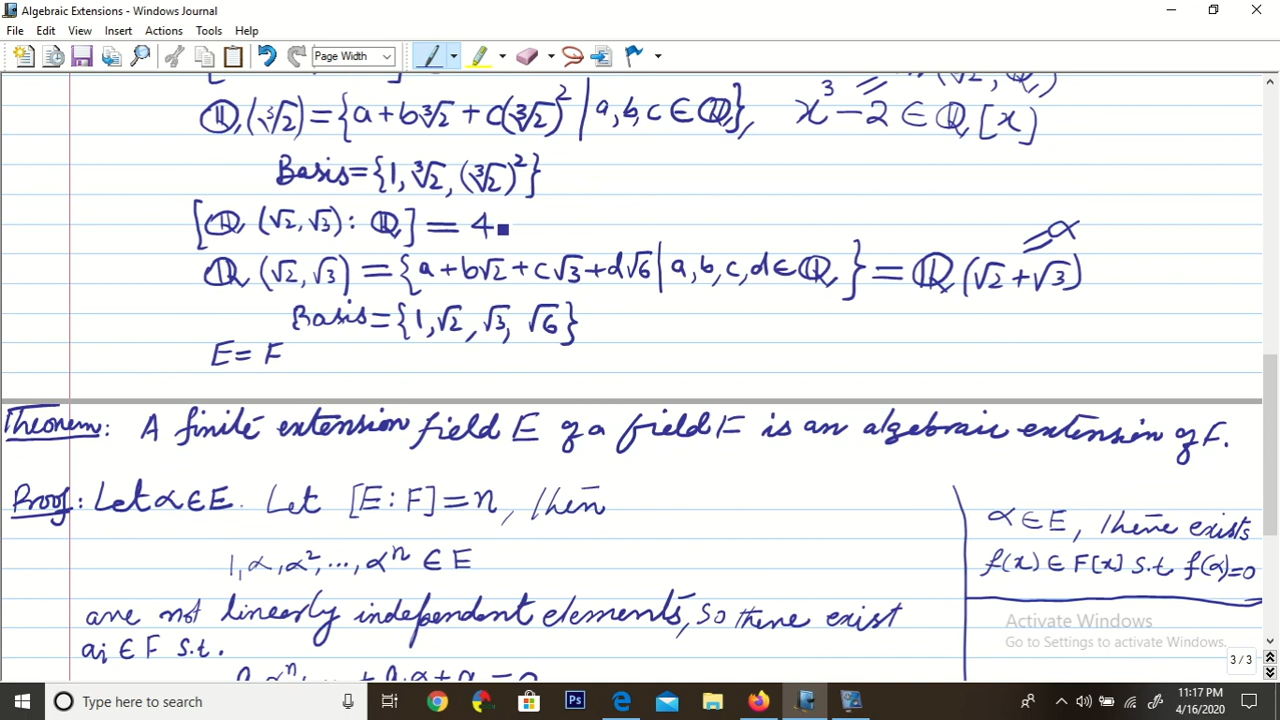 Algebraic Extensions - Windows Journal
File Edit View Insert Actions Tools Help
Page Width
ℚ(∛2) = {a + b∛2 + c(∛2)² | a, b, c ∈ ℚ}, x³ - 2 ∈ ℚ[x]
Basis = {1, ∛2, (∛2)²}
[ℚ(√2, √3) : ℚ] = 4
α
ℚ(√2, √3) = {a + b√2 + c√3 + d√6 | a, b, c, d ∈ ℚ} = ℚ(√2 + √3)
Basis = {1, √2, √3, √6}
E = F
Theorem: A finite extension field E of a field F is an algebraic extension of F.
Proof: Let α ∈ E. Let [E : F] = n, Then
1, α, α², ..., αⁿ ∈ E
are not linearly independent elements, so there exist
ai ∈ F s.t.
α ∈ E, There exists
f(x) ∈ F[x] s.t f(α)=0
Activate Windows
Go to Settings to activate Windows.
3 / 3
Type here to search
Ps
11:17 PM
4/16/2020